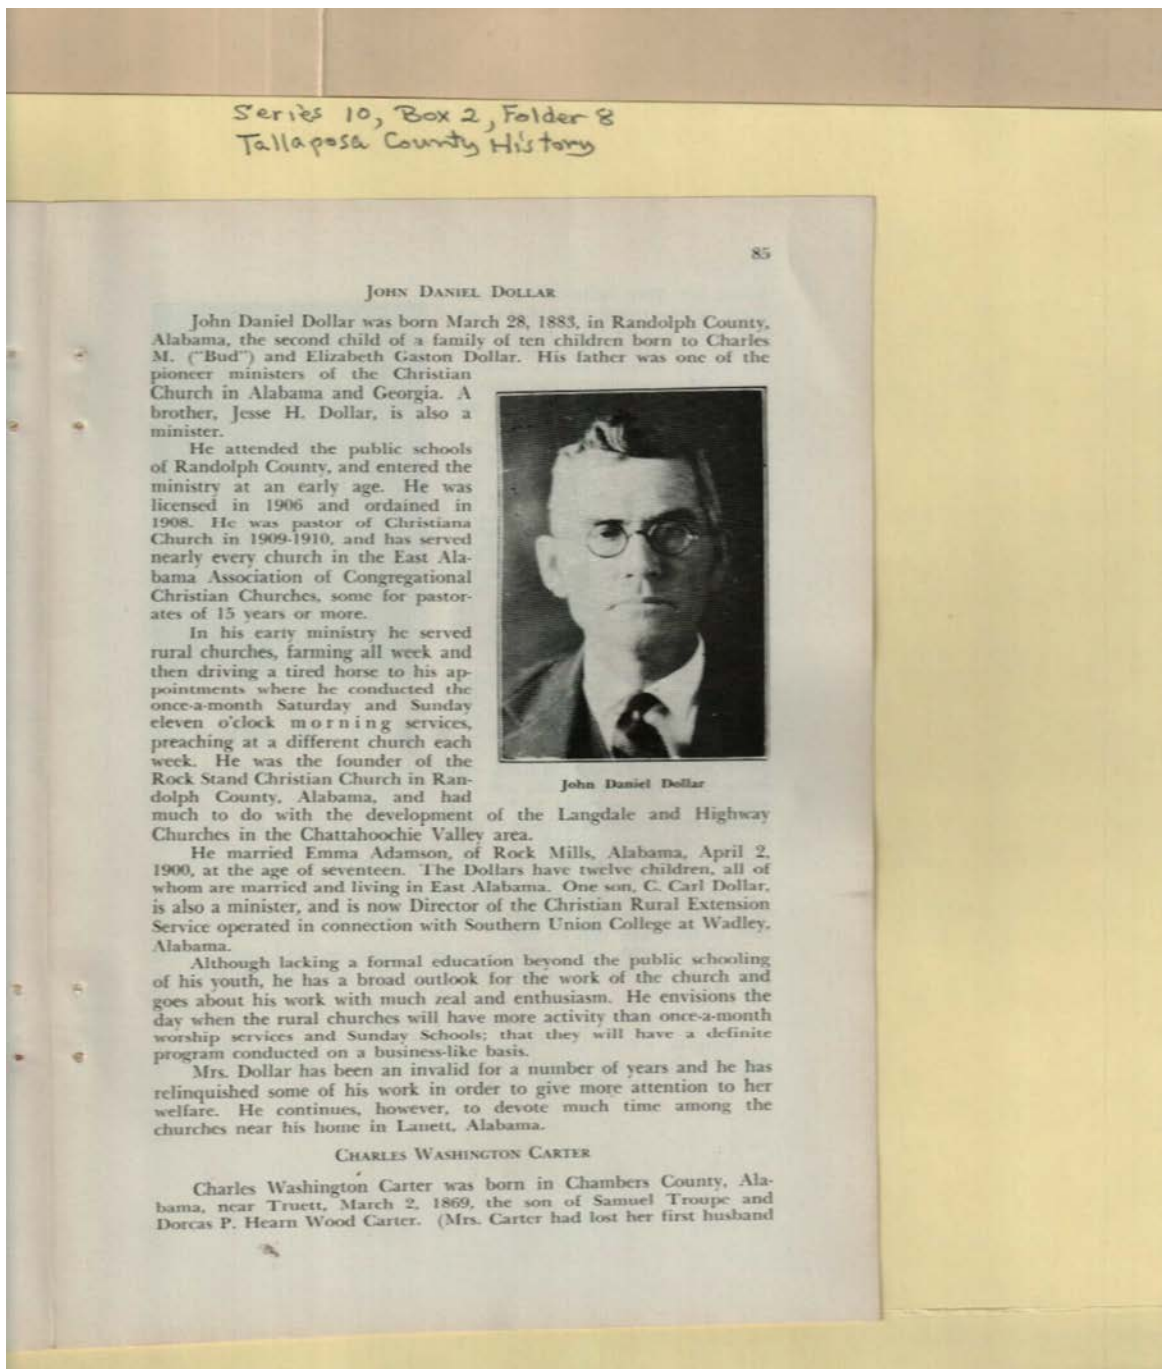 Series 10, Box 2, Folder 8
Tallaposa County History
85
JOHN DANIEL DOLLAR
John Daniel Dollar was born March 28, 1883, in Randolph County,
Alabama, the second child of a family of ten children born to Charles
M. ("Bud") and Elizabeth Gaston Dollar. His father was one of the
pioneer ministers of the Christian
Church in Alabama and Georgia. A
brother, Jesse H. Dollar, is also a
minister.
He attended the public schools
of Randolph County, and entered the
ministry at an early age. He was
licensed in 1906 and ordained in
1908. He was pastor of Christiana
Church in 1909-1910, and has served
nearly every church in the East Ala-
bama Association of Congregational
Christian Churches, some for pastor-
ates of 15 years or more.
In his early ministry he served
rural churches, farming all week and
then driving a tired horse to his ap-
pointments where he conducted the
once-a-month Saturday and Sunday
eleven o'clock morning services,
preaching at a different church each
week. He was the founder of the
Rock Stand Christian Church in Ran-
dolph County, Alabama, and had
John Daniel Dollar
much to do with the development of the Langdale and Highway
Churches in the Chattahoochie Valley area.
He married Emma Adamson, of Rock Mills, Alabama, April 2,
1900, at the age of seventeen. The Dollars have twelve children, all of
whom are married and living in East Alabama. One son, C. Carl Dollar,
is also a minister, and is now Director of the Christian Rural Extension
Service operated in connection with Southern Union College at Wadley,
Alabama.
Although lacking a formal education beyond the public schooling
of his youth, he has a broad outlook for the work of the church and
goes about his work with much zeal and enthusiasm. He envisions the
day when the rural churches will have more activity than once-a-month
worship services and Sunday Schools; that they will have a definite
program conducted on a business-like basis.
Mrs. Dollar has been an invalid for a number of years and he has
relinquished some of his work in order to give more attention to her
welfare. He continues, however, to devote much time among the
churches near his home in Lanett, Alabama.
CHARLES WASHINGTON CARTER
Charles Washington Carter was born in Chambers County, Ala-
bama, near Truett, March 2, 1869, the son of Samuel Troupe and
Dorcas P. Hearn Wood Carter. (Mrs. Carter had lost her first husband